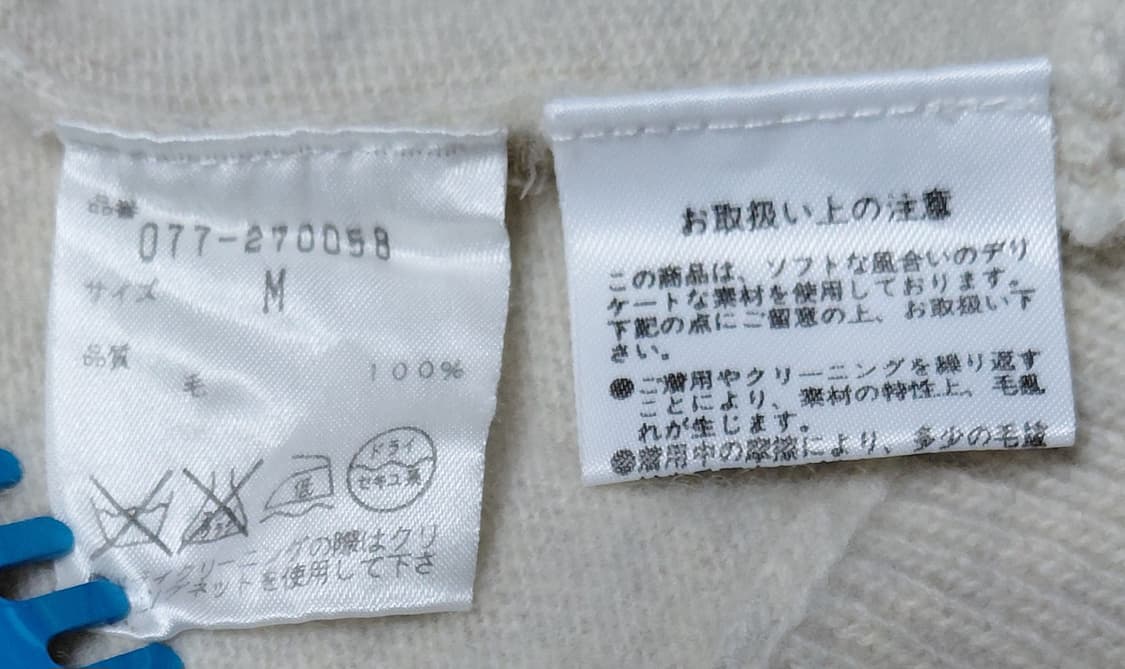 品番
077-270058
サイズ M
品質
毛 100%
ドライ
セキユ系
低
クリーニングの際はクリ
ネットを使用して下さ
お取扱い上の注意
この商品は、ソフトな風合いのデリ
ケートな素材を使用しております。
下記の点にご留意の上、お取扱い下
さい。
●ご着用やクリーニングを繰り返す
ことにより、素材の特性上、毛羽
れが生じます。
●着用中の摩擦により、多少の毛